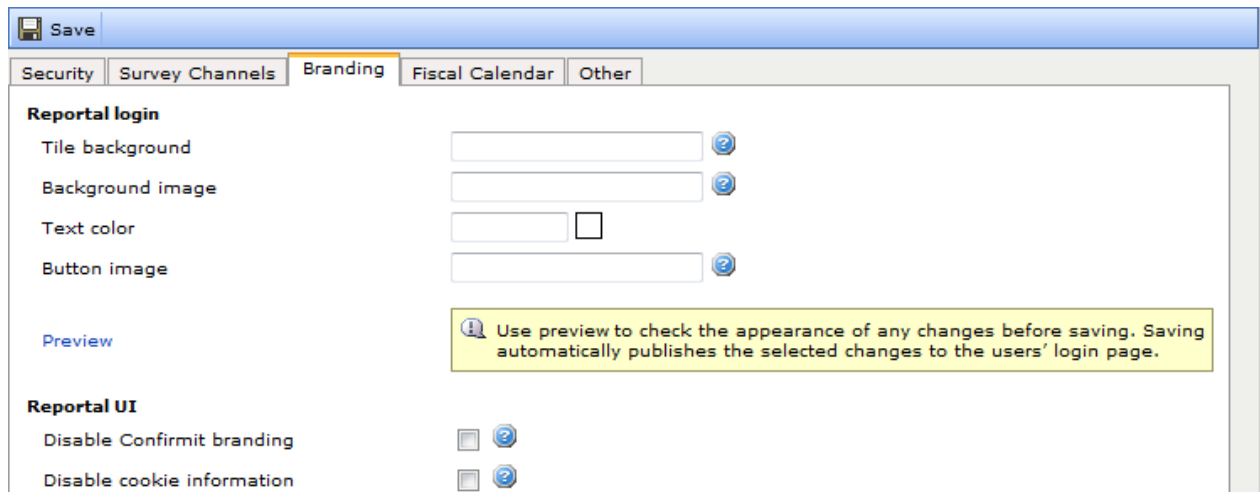 Save
Security Survey Channels Branding Fiscal Calendar Other
Reportal login
Tile background
Background image
Text color
Button image
Preview
Use preview to check the appearance of any changes before saving. Saving
automatically publishes the selected changes to the users' login page.
Reportal UI
Disable Confirmit branding
Disable cookie information